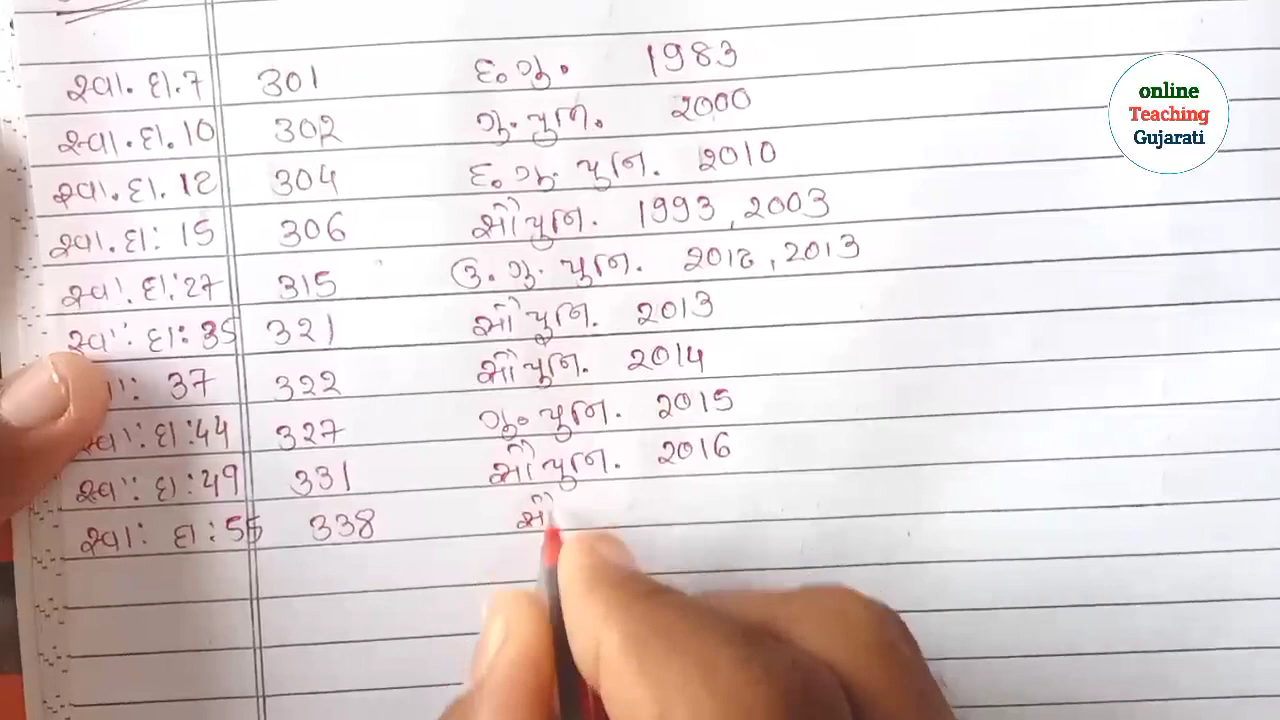 સ્વા. દા. 7 301 દ. ગુ. 1983
સ્વા. દા. 10 302 ગુ. યુનિ. 2000
સ્વા. દા. 12 304 દ. ગુ. યુનિ. 2010
સ્વા. દા: 15 306 સૌ યુનિ. 1993, 2003
સ્વા. દા: 27 315 ઉ. ગુ. યુનિ. 2012, 2013
સ્વા: દા: 35 321 સૌ યુનિ. 2013
37 322 સૌ યુનિ. 2014
સ્વા: દા: 44 327 ગુ. યુનિ. 2015
સ્વા: દા: 49 331 સૌ યુનિ. 2016
સ્વા: દા: 338 સૌ
online
Teaching
Gujarati